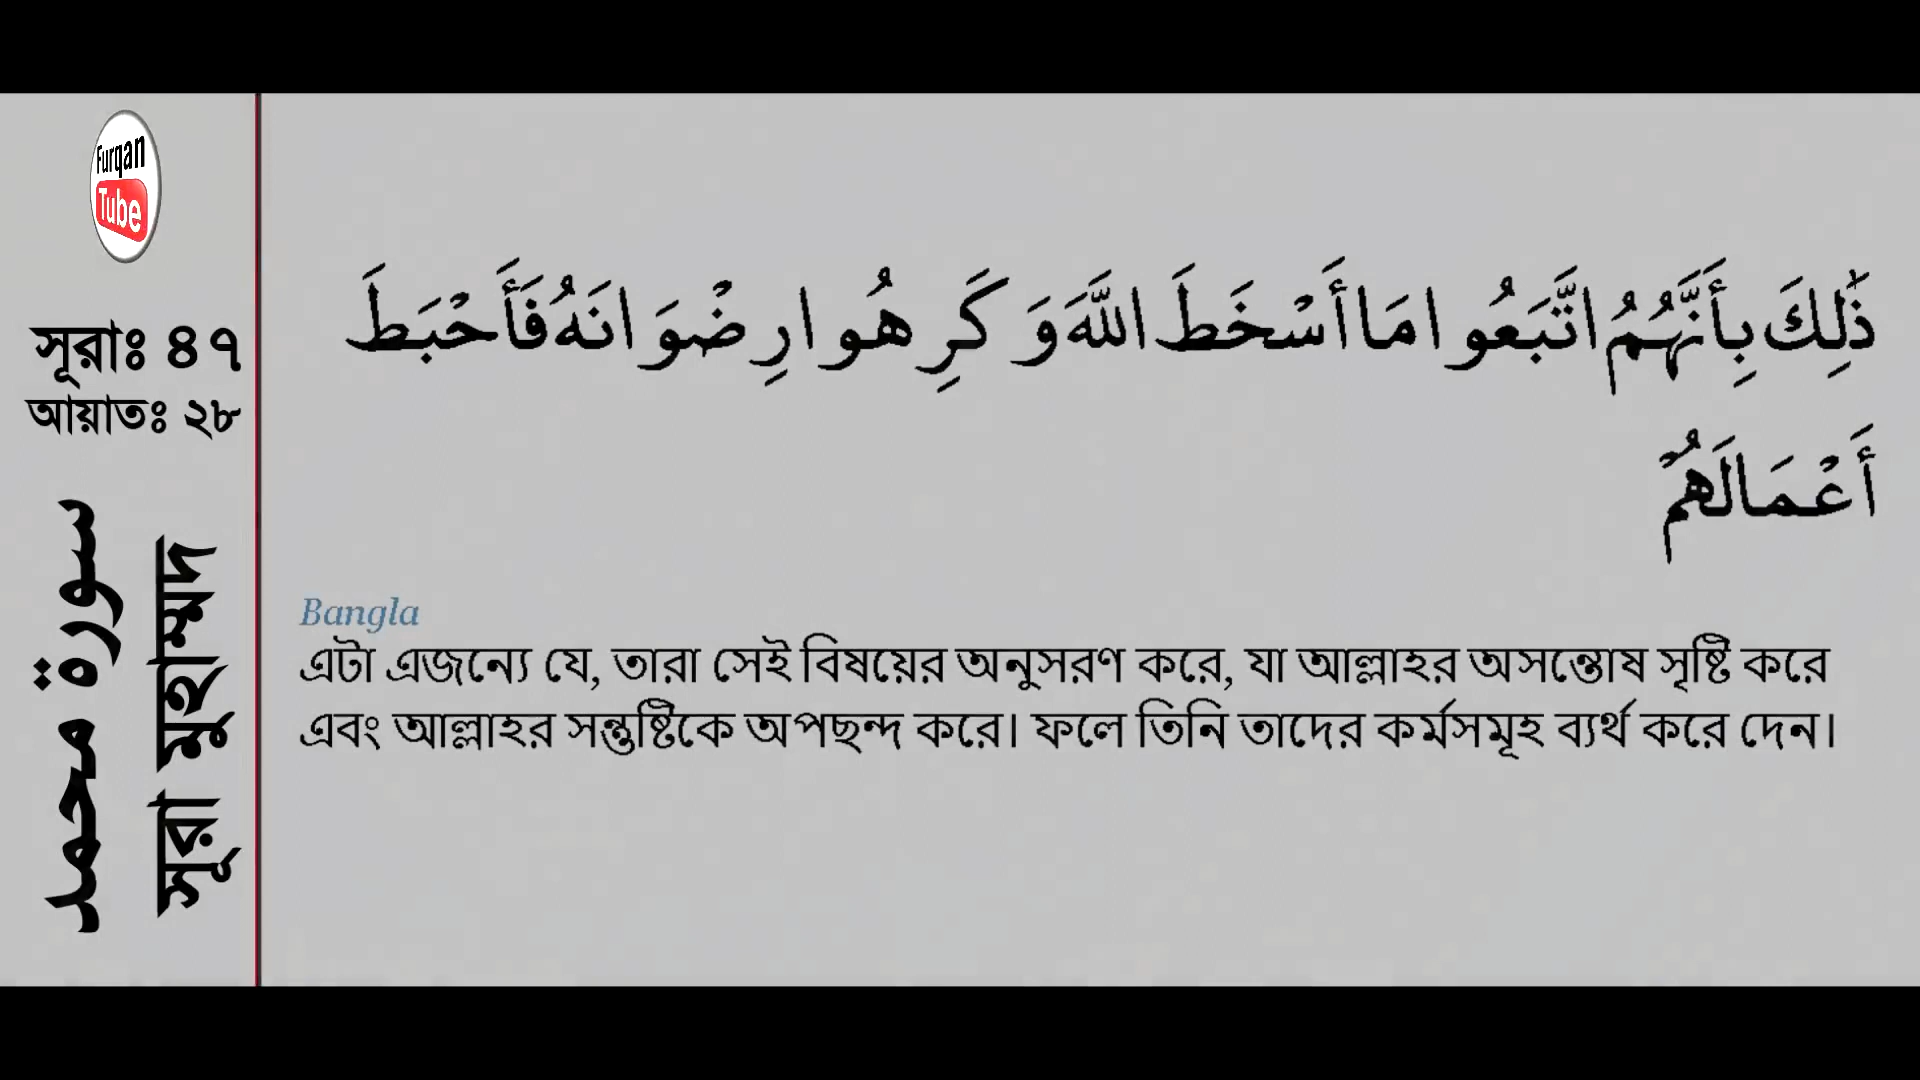 Furqan
Tube
সূরাঃ ৪৭
আয়াতঃ ২৮
سورة محمد
সূরা মুহাম্মদ
ذَٰلِكَ بِأَنَّهُمُ اتَّبَعُوا مَا أَسْخَطَ اللَّهَ وَكَرِهُوا رِضْوَانَهُ فَأَحْبَطَ
أَعْمَالَهُمْ
Bangla
এটা এজন্যে যে, তারা সেই বিষয়ের অনুসরণ করে, যা আল্লাহর অসন্তোষ সৃষ্টি করে
এবং আল্লাহর সন্তুষ্টিকে অপছন্দ করে। ফলে তিনি তাদের কর্মসমূহ ব্যর্থ করে দেন।